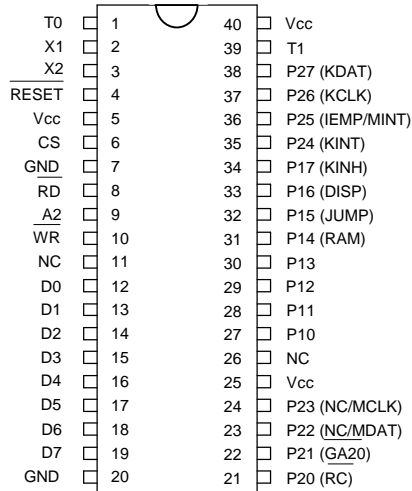 T0 1 40 Vcc
X1 2 39 T1
X2 3 38 P27 (KDAT)
RESET 4 37 P26 (KCLK)
Vcc 5 36 P25 (IEMP/MINT)
CS 6 35 P24 (KINT)
GND 7 34 P17 (KINH)
RD 8 33 P16 (DISP)
A2 9 32 P15 (JUMP)
WR 10 31 P14 (RAM)
NC 11 30 P13
D0 12 29 P12
D1 13 28 P11
D2 14 27 P10
D3 15 26 NC
D4 16 25 Vcc
D5 17 24 P23 (NC/MCLK)
D6 18 23 P22 (NC/MDAT)
D7 19 22 P21 (GA20)
GND 20 21 P20 (RC)